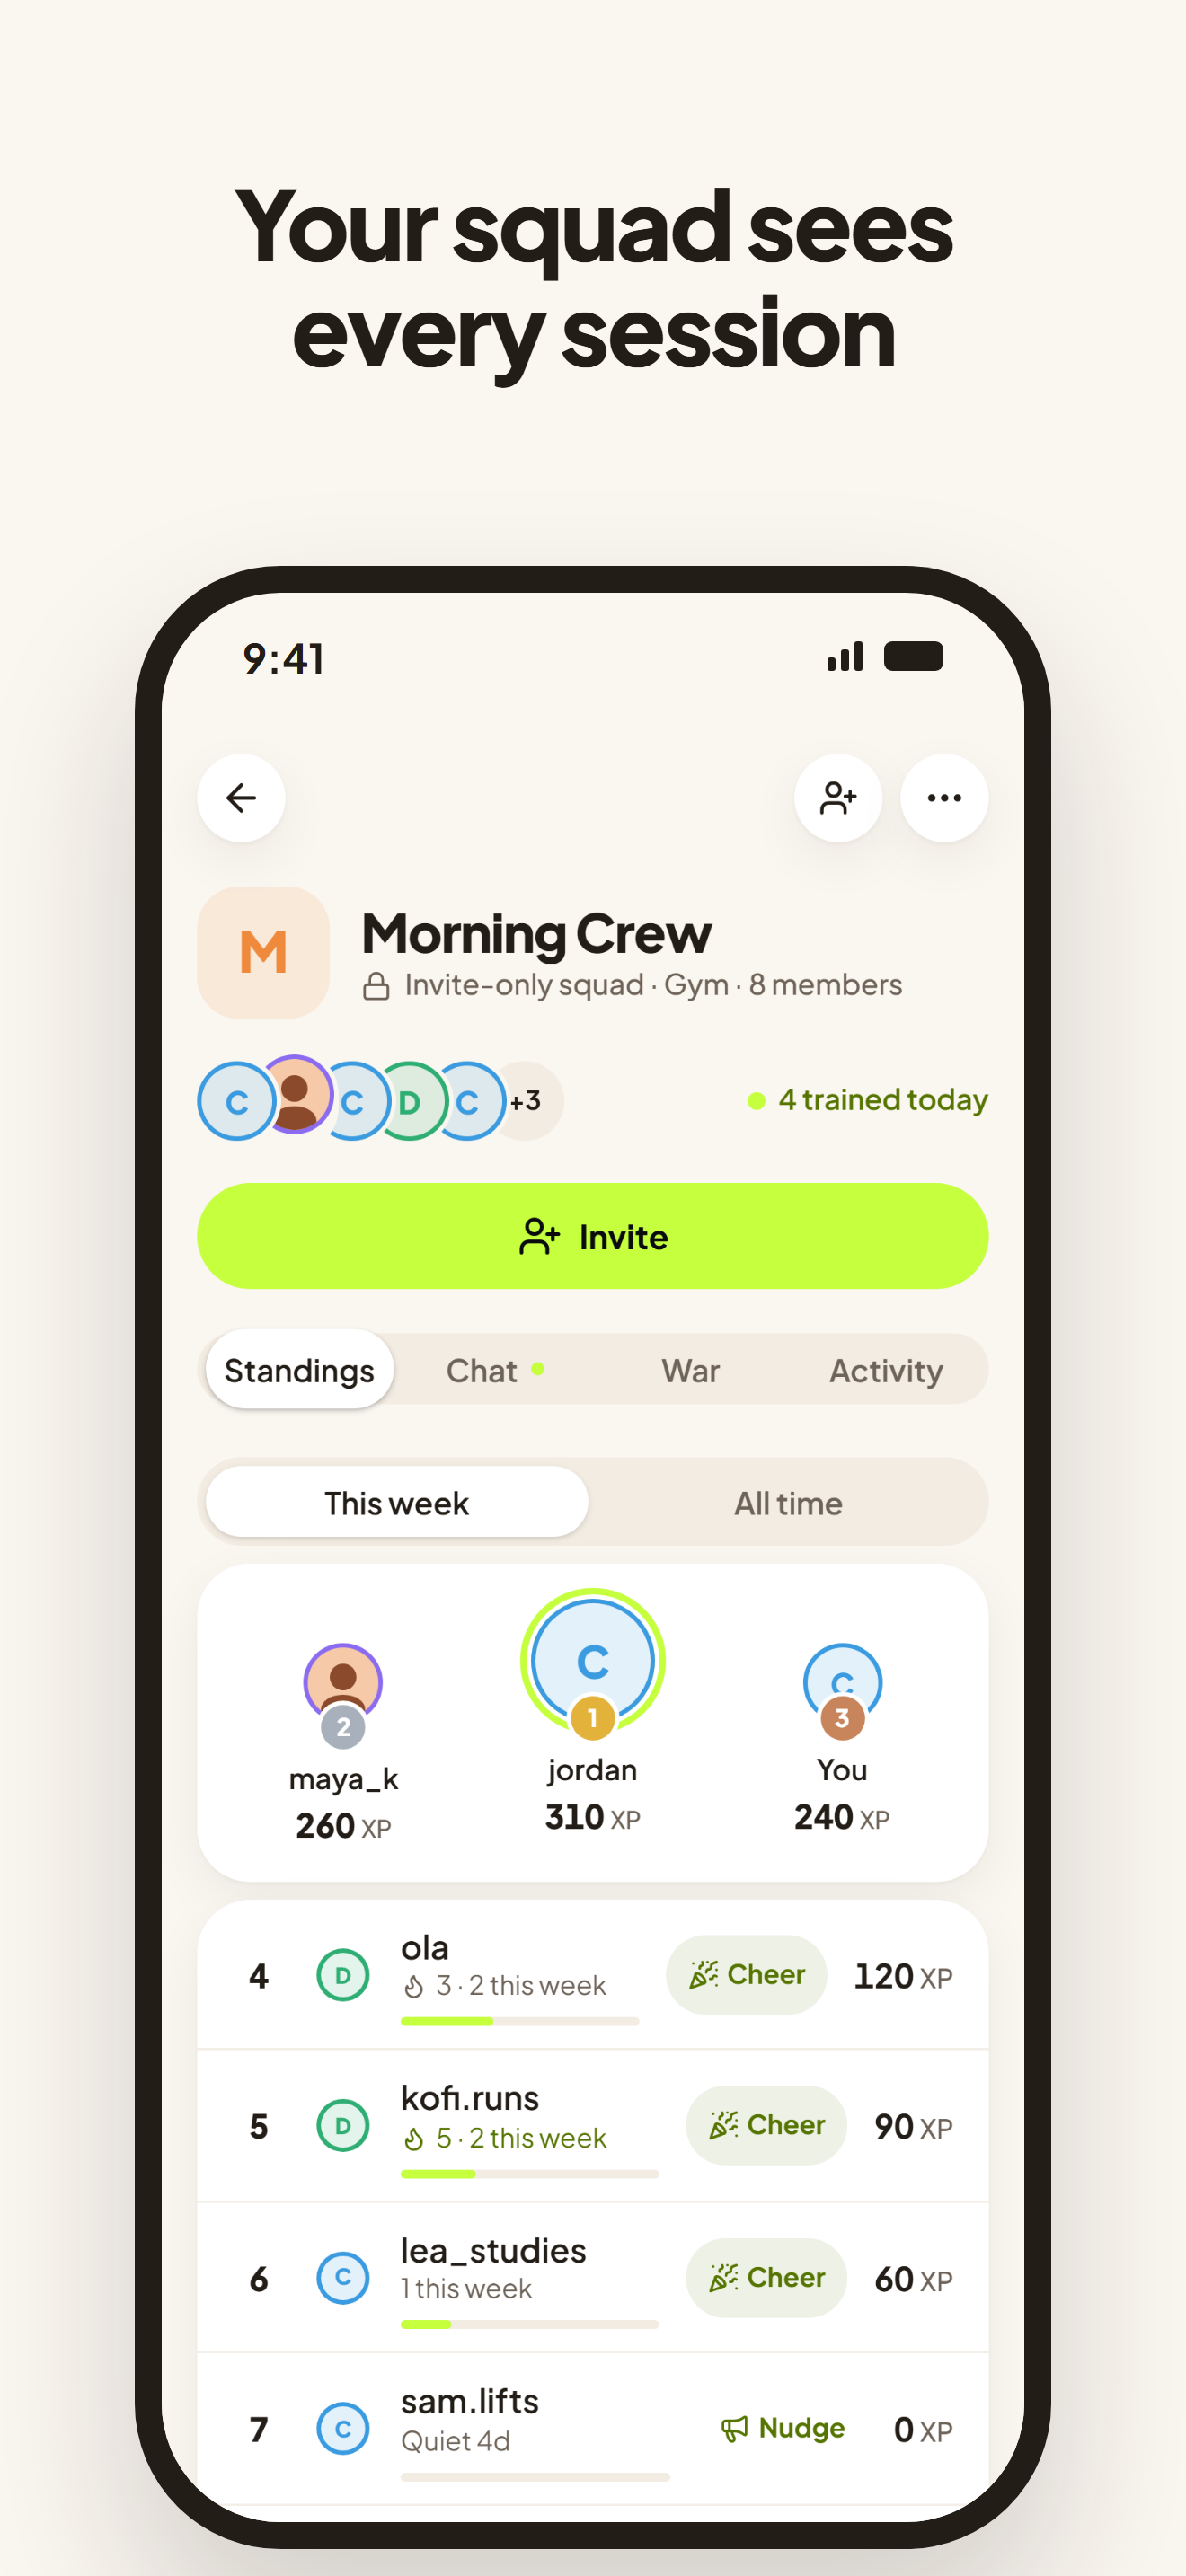 Your squad sees
every session
9:41
M
Morning Crew
Invite-only squad · Gym · 8 members
C C D C +3
4 trained today
Invite
Standings Chat War Activity
This week All time
C
C
2
1
3
maya_k
jordan
You
260 XP
310 XP
240 XP
4 D ola Cheer 120 XP
3 · 2 this week
5 D kofi.runs Cheer 90 XP
5 · 2 this week
6 C lea_studies Cheer 60 XP
1 this week
7 C sam.lifts Nudge 0 XP
Quiet 4d